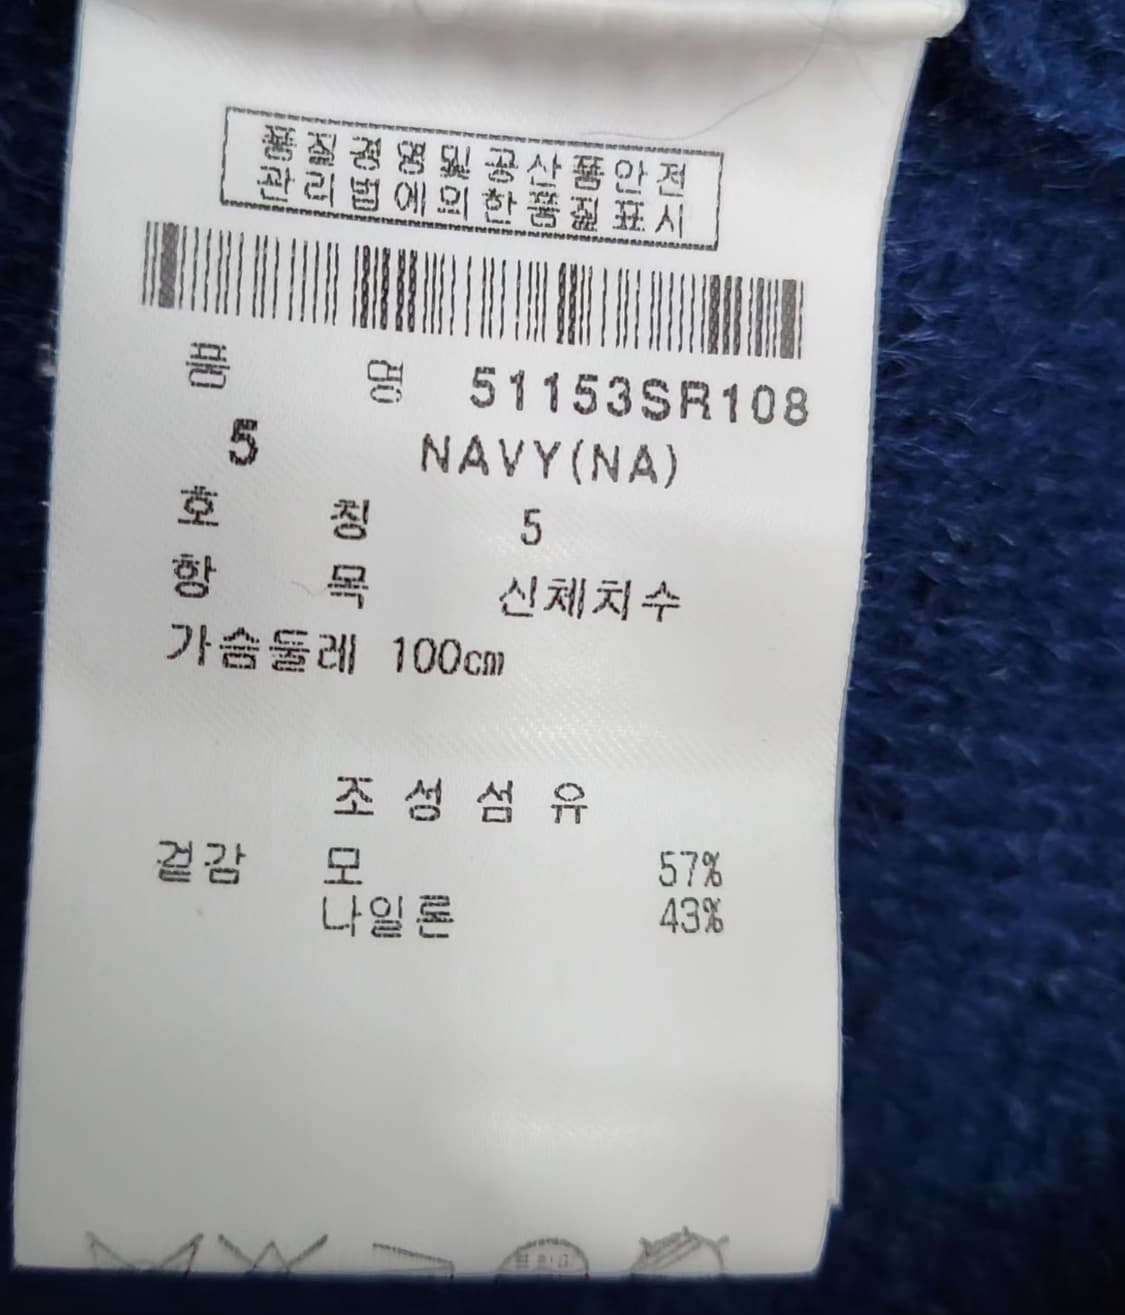 품질경영및공산품안전
관리법에의한품질표시
품 명 51153SR108
5 NAVY(NA)
호 칭 5
항 목 신체치수
가슴둘레 100cm
조성섬유
겉감 모 57%
나일론 43%